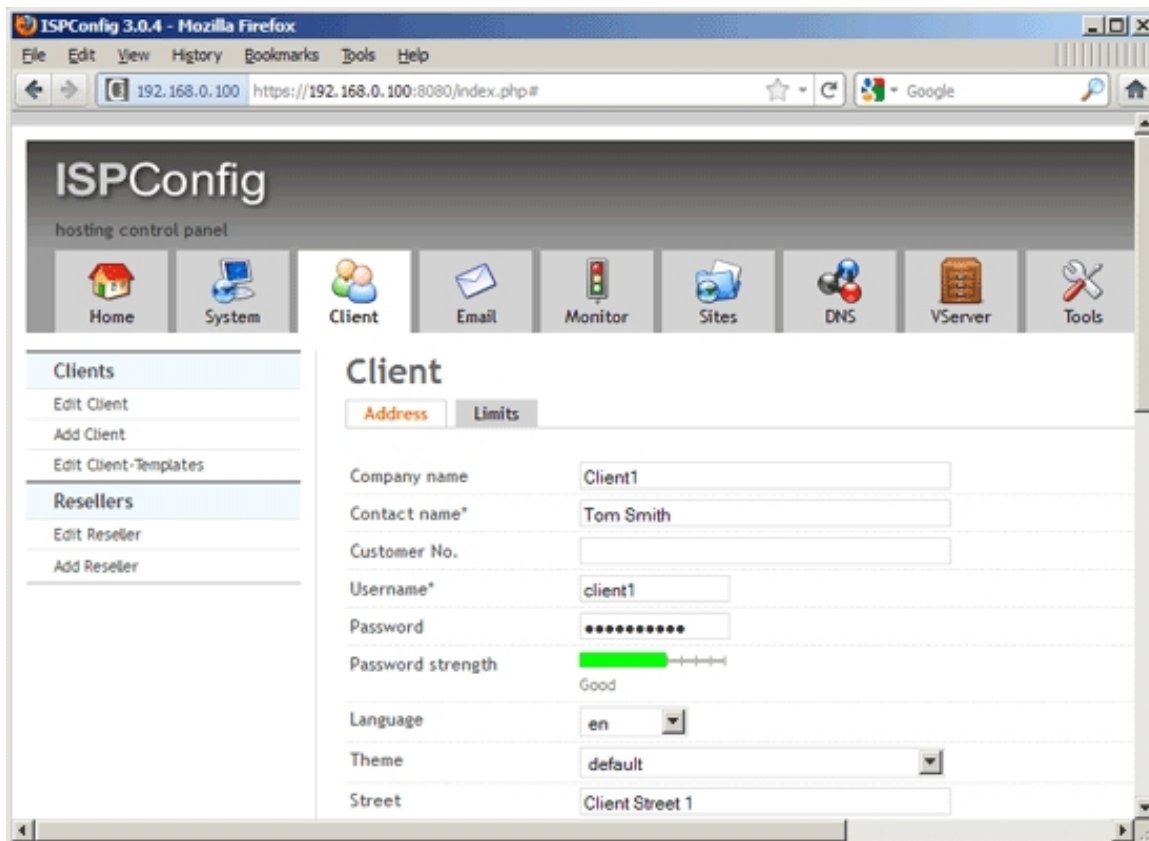 ISPConfig 3.0.4 - Mozilla Firefox
File Edit View History Bookmarks Tools Help
192.168.0.100 https://192.168.0.100:8080/index.php# Google
ISPConfig
hosting control panel
Home System Client Email Monitor Sites DNS VServer Tools
Clients
Edit Client
Add Client
Edit Client-Templates
Resellers
Edit Reseller
Add Reseller
Client
Address Limits
Company name Client1
Contact name* Tom Smith
Customer No.
Username* client1
Password ••••••••••
Password strength
Good
Language en
Theme default
Street Client Street 1